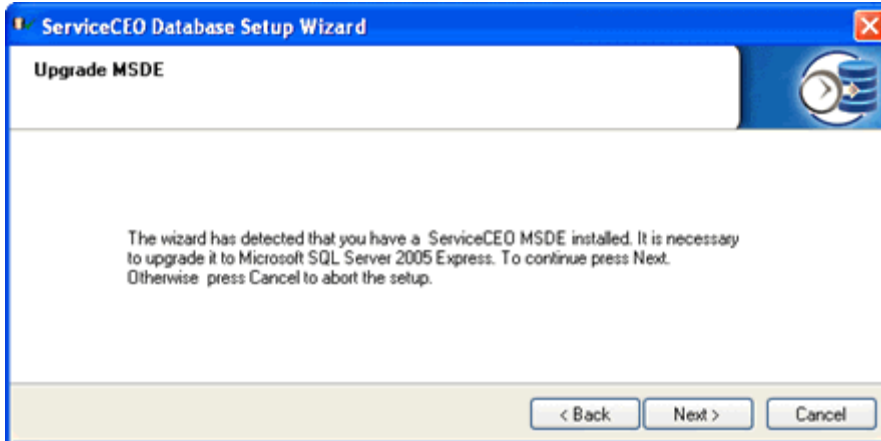 ServiceCEO Database Setup Wizard
Upgrade MSDE
The wizard has detected that you have a ServiceCEO MSDE installed. It is necessary
to upgrade it to Microsoft SQL Server 2005 Express. To continue press Next.
Otherwise press Cancel to abort the setup.
< Back Next > Cancel